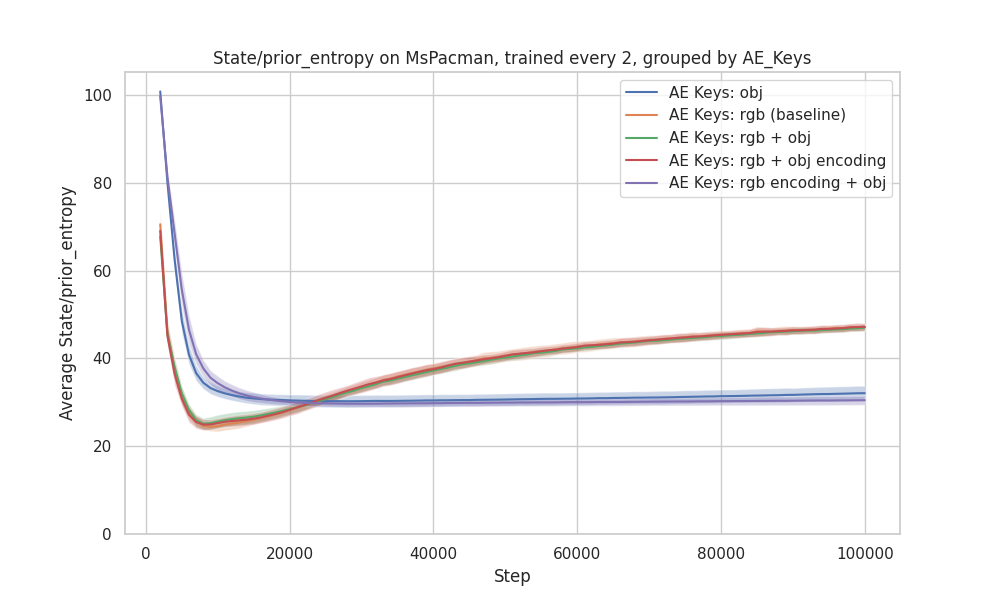 State/prior_entropy on MsPacman, trained every 2, grouped by AE_Keys
AE Keys: obj
AE Keys: rgb (baseline)
AE Keys: rgb + obj
AE Keys: rgb + obj encoding
AE Keys: rgb encoding + obj
Average State/prior_entropy
100
80
60
40
20
0
0 20000 40000 60000 80000 100000
Step